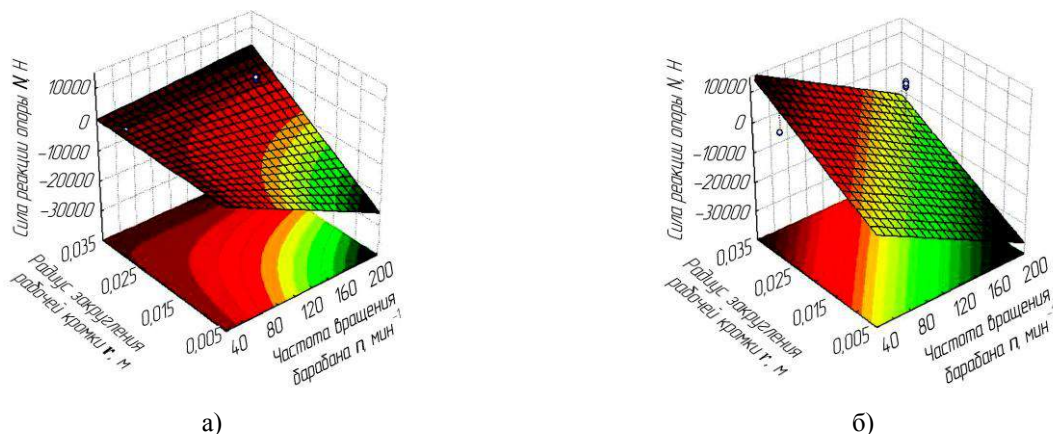 Сила реакции опоры N, Н
10000
0
-10000
-20000
-30000
0,035
0,025
0,015
0,005
Радиус закругления
рабочей кромки r, м
40
80
120
160
200
Частота вращения
барабана n, мин⁻¹
а)
Сила реакции опоры N, Н
10000
0
-10000
-20000
-30000
0,035
0,025
0,015
0,005
Радиус закругления
рабочей кромки r, м
40
80
120
160
200
Частота вращения
барабана n, мин⁻¹
б)